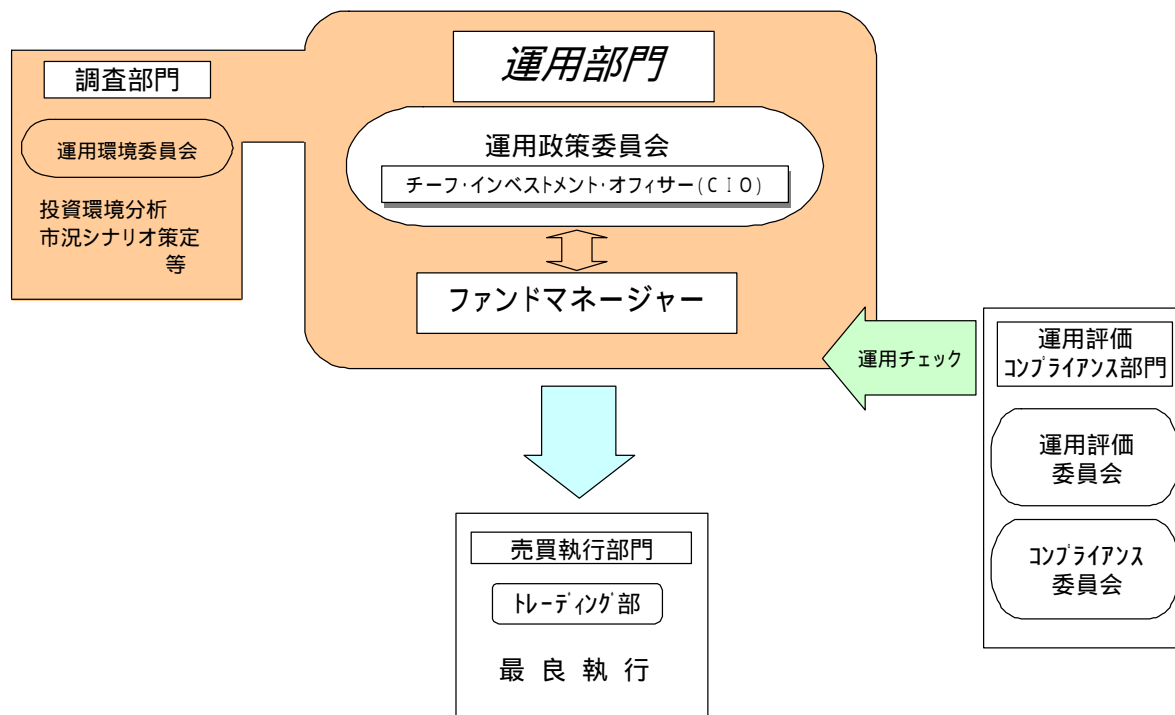 運用部門
調査部門
運用環境委員会
投資環境分析
市況シナリオ策定
等
運用政策委員会
チーフ・インベストメント・オフィサー(ＣＩＯ)
ファンドマネージャー
運用チェック
運用評価
コンプライアンス部門
運用評価
委員会
コンプライアンス
委員会
売買執行部門
トレーディング部
最 良 執 行